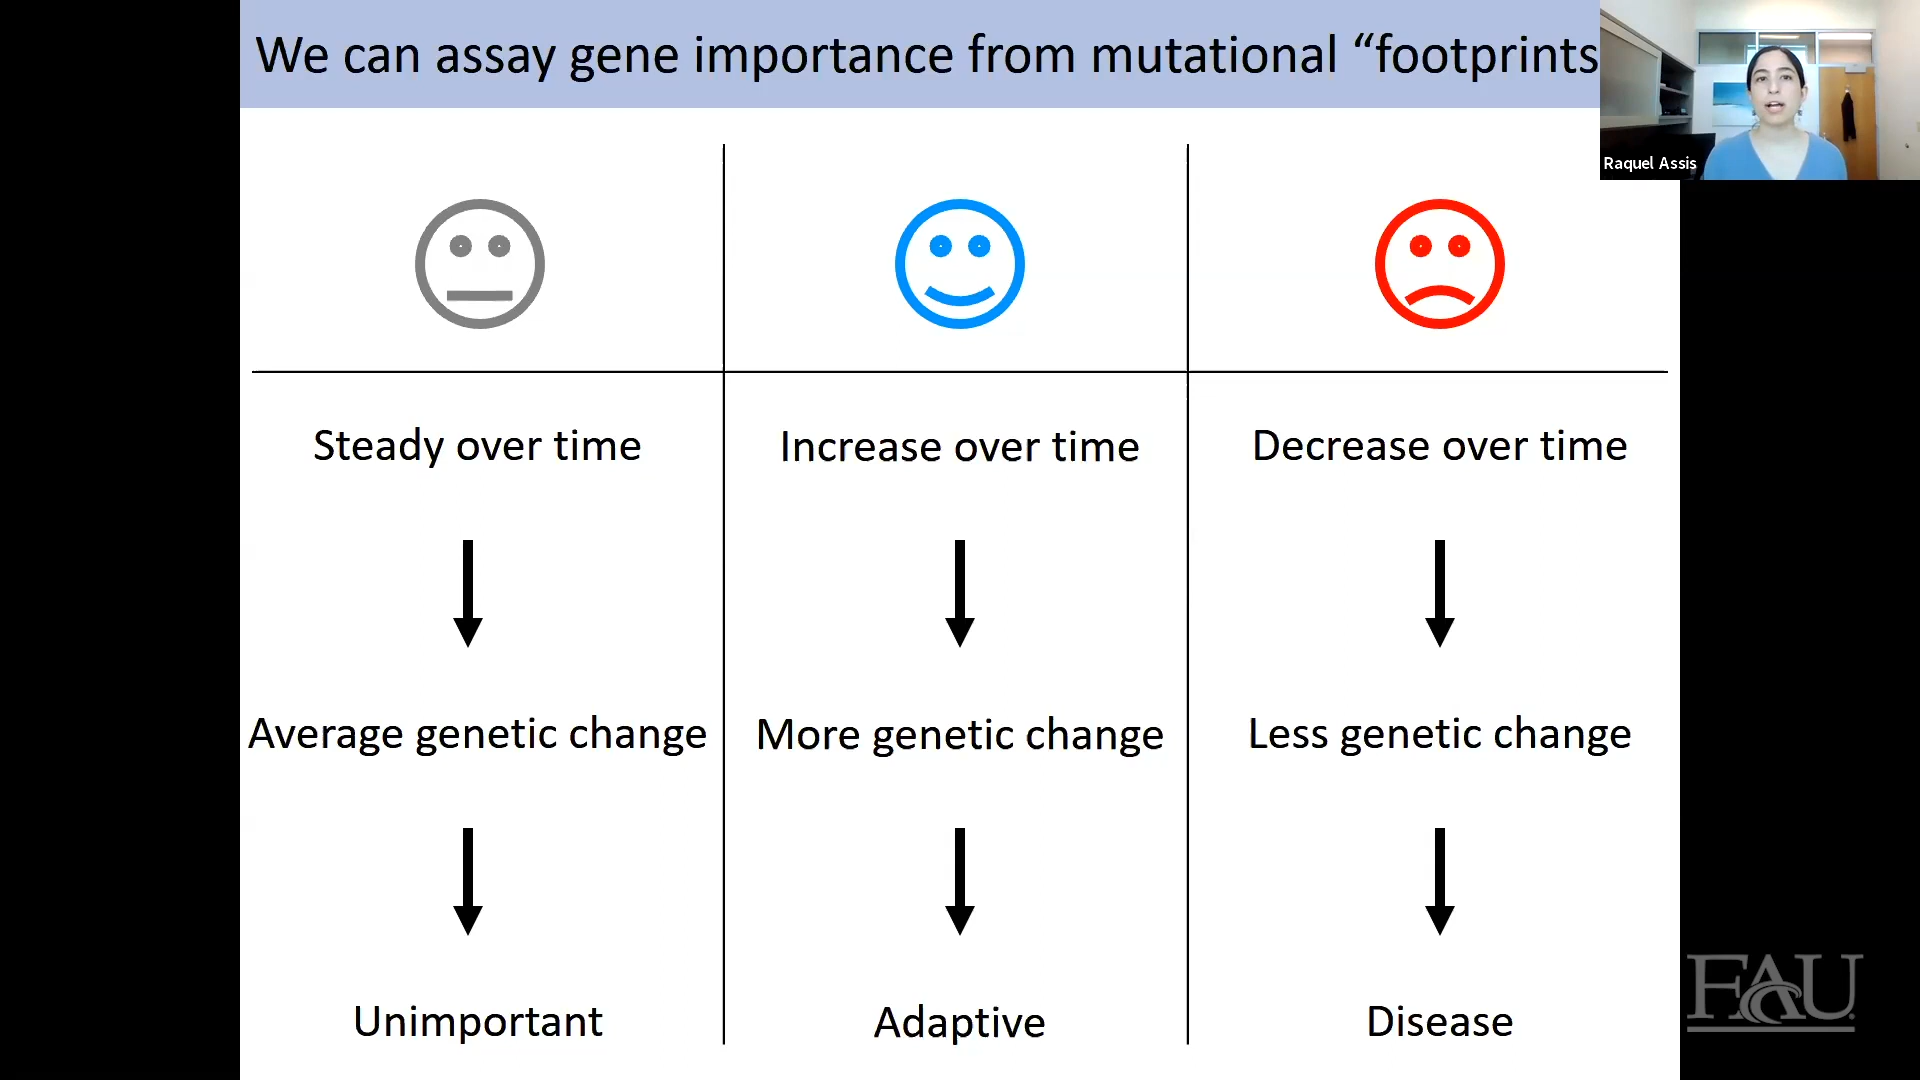 We can assay gene importance from mutational “footprints
Raquel Assis
Steady over time
Increase over time
Decrease over time
Average genetic change
More genetic change
Less genetic change
Unimportant
Adaptive
Disease
FAU